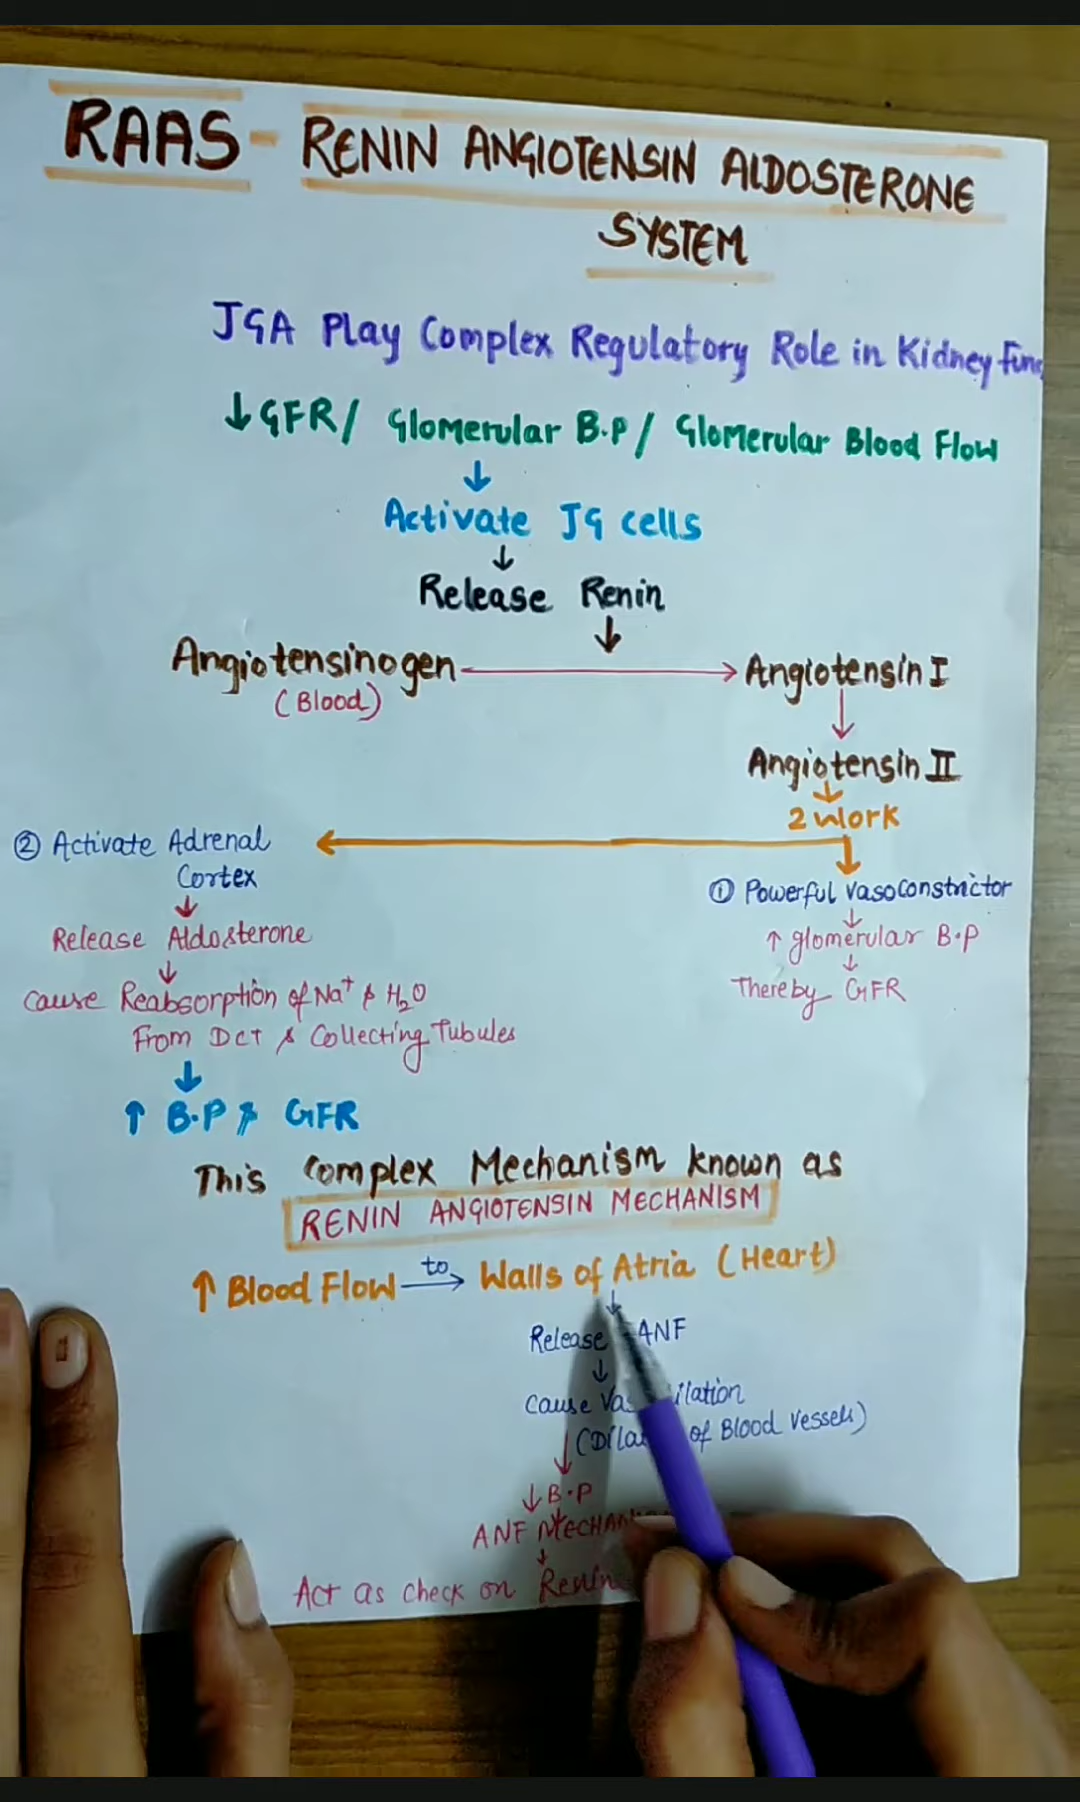 RAAS - RENIN ANGIOTENSIN ALDOSTERONE
SYSTEM
JGA Play Complex Regulatory Role in Kidney Func
↓ GFR / Glomerular B.P / Glomerular Blood Flow
↓
Activate JG cells
↓
Release Renin
↓
Angiotensinogen → Angiotensin I
(Blood)
↓
Angiotensin II
↓
2 Work
② Activate Adrenal
Cortex
↓
Release Aldosterone
↓
Cause Reabsorption of Na⁺ & H₂O
From DCT & Collecting Tubules
↓
↑ B.P & GFR
① Powerful vasoconstrictor
↓
↑ glomerular B.P
↓
Thereby GFR
This Complex Mechanism known as
RENIN ANGIOTENSIN MECHANISM
↑ Blood Flow to → Walls of Atria (Heart)
↓
Release ANF
↓
Cause
(of Blood Vessels)
↓
↓ B.P
ANF
↓
Act as check on Renin